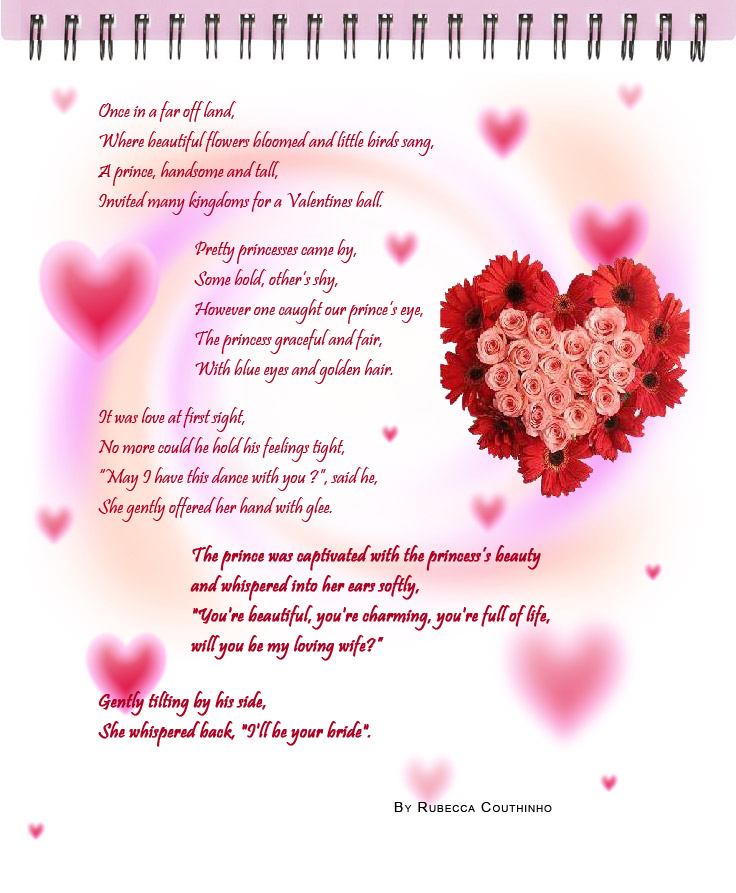 Once in a far off land,
Where beautiful flowers bloomed and little birds sang,
A prince, handsome and tall,
Invited many kingdoms for a Valentines ball.
Pretty princesses came by,
Some bold, other's shy,
However one caught our prince's eye,
The princess graceful and fair,
With blue eyes and golden hair.
It was love at first sight,
No more could he hold his feelings tight,
"May I have this dance with you ?", said he,
She gently offered her hand with glee.
The prince was captivated with the princess's beauty
and whispered into her ears softly,
"You're beautiful, you're charming, you're full of life,
will you be my loving wife?"
Gently tilting by his side,
She whispered back, "I'll be your bride".
By Rubecca Couthinho